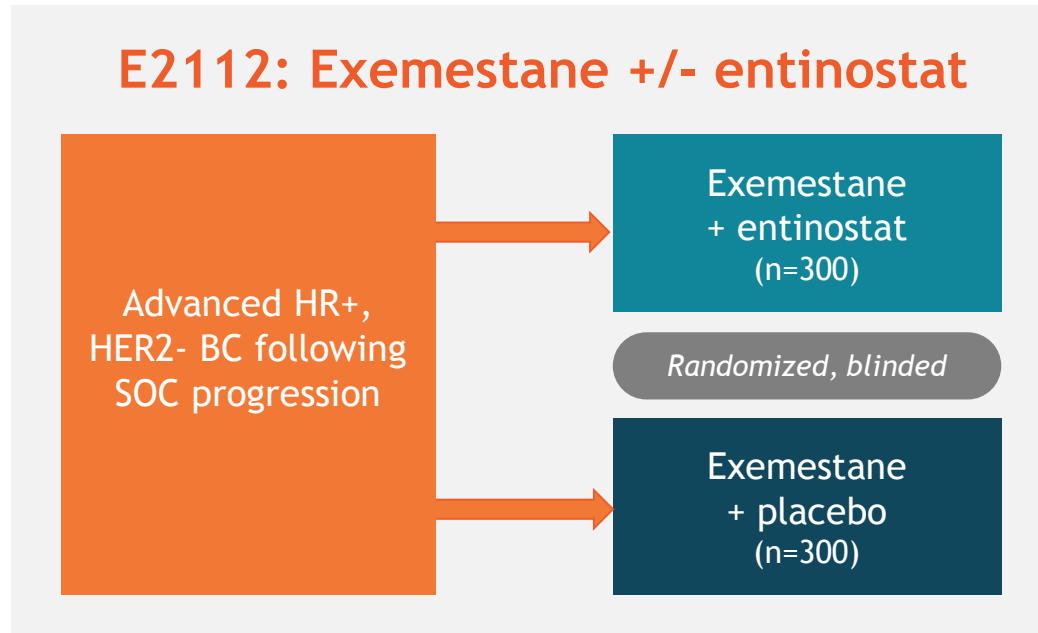 E2112: Exemestane +/- entinostat
Advanced HR+,
HER2- BC following
SOC progression
Exemestane
+ entinostat
(n=300)
Randomized, blinded
Exemestane
+ placebo
(n=300)